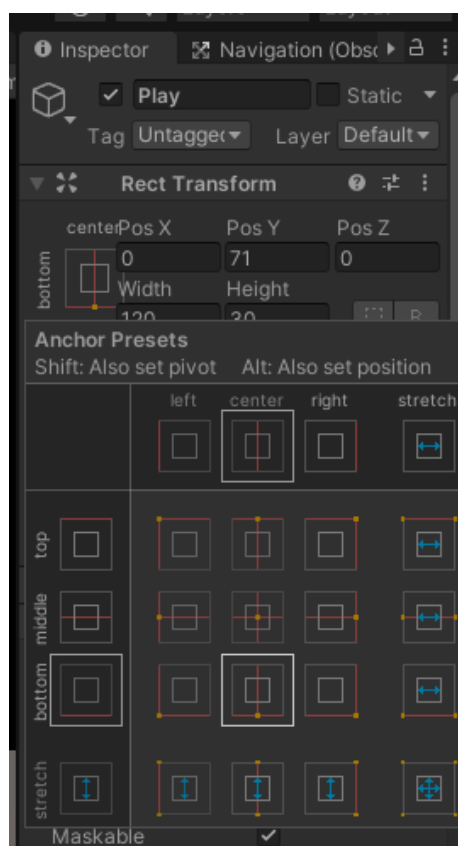 Inspector Navigation (Obsc
Play Static
Tag Untagged Layer Default
Rect Transform
center Pos X Pos Y Pos Z
bottom
0 71 0
Width Height
120 30 R
Anchor Presets
Shift: Also set pivot Alt: Also set position
left center right stretch
top
middle
bottom
stretch
Maskable